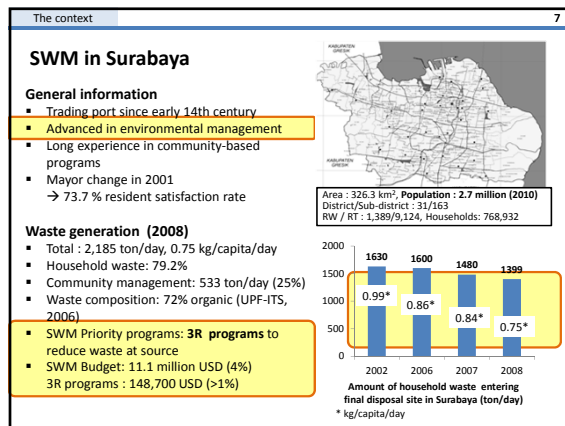 The context
7
SWM in Surabaya
General information
▪ Trading port since early 14th century
▪ Advanced in environmental management
▪ Long experience in community-based
programs
▪ Mayor change in 2001
→ 73.7 % resident satisfaction rate
Waste generation (2008)
▪ Total : 2,185 ton/day, 0.75 kg/capita/day
▪ Household waste: 79.2%
▪ Community management: 533 ton/day (25%)
▪ Waste composition: 72% organic (UPF-ITS,
2006)
▪ SWM Priority programs: 3R programs to
reduce waste at source
▪ SWM Budget: 11.1 million USD (4%)
3R programs : 148,700 USD (>1%)
KABUPATEN
GRESIK
KABUPATEN
GRESIK
Area : 326.3 km², Population : 2.7 million (2010)
District/Sub-district : 31/163
RW / RT : 1,389/9,124, Households: 768,932
2000
1500
1000
500
0
1630
1600
1480
1399
0.99*
0.86*
0.84*
0.75*
2002
2006
2007
2008
Amount of household waste entering
final disposal site in Surabaya (ton/day)
* kg/capita/day